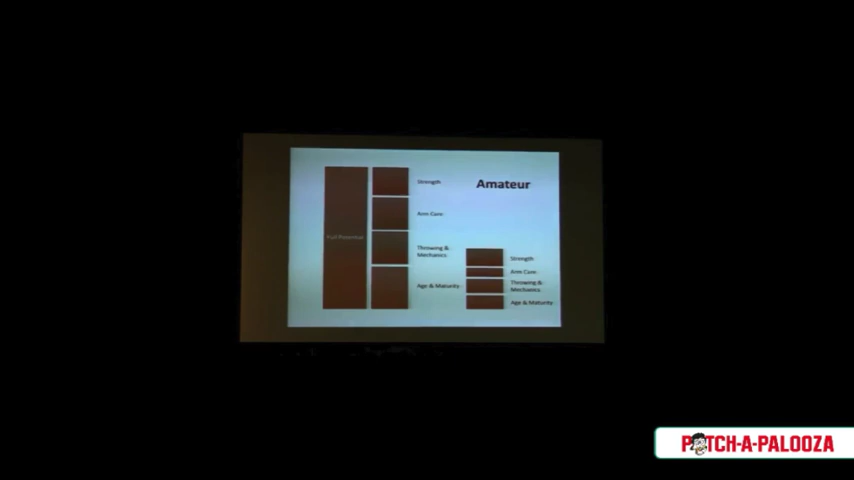 Amateur
Full Potential
Strength
Arm Care
Throwing &
Mechanics
Age & Maturity
Strength
Arm Care
Throwing &
Mechanics
Age & Maturity
PITCH-A-PALOOZA